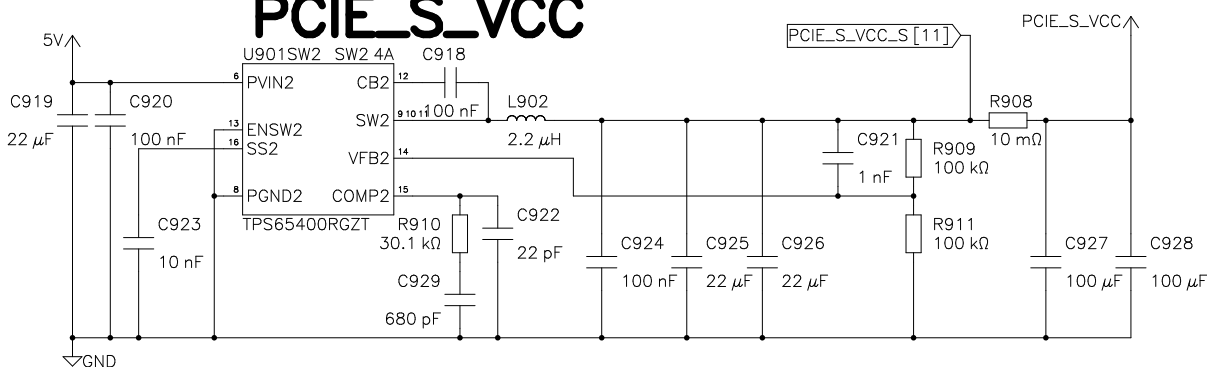 PCIE_S_VCC
5V
U901SW2 SW2 4A
C918
100 nF
PCIE_S_VCC_S [11]
PCIE_S_VCC
6 PVIN2
CB2 12
13 ENSW2
16 SS2
SW2 9 10 11
VFB2 14
8 PGND2
COMP2 15
TPS65400RGZT
C919
22 μF
C920
100 nF
C923
10 nF
L902
2.2 μH
R908
10 mΩ
C921
1 nF
R909
100 kΩ
R910
30.1 kΩ
C922
22 pF
C929
680 pF
C924
100 nF
C925
22 μF
C926
22 μF
R911
100 kΩ
C927
100 μF
C928
100 μF
GND